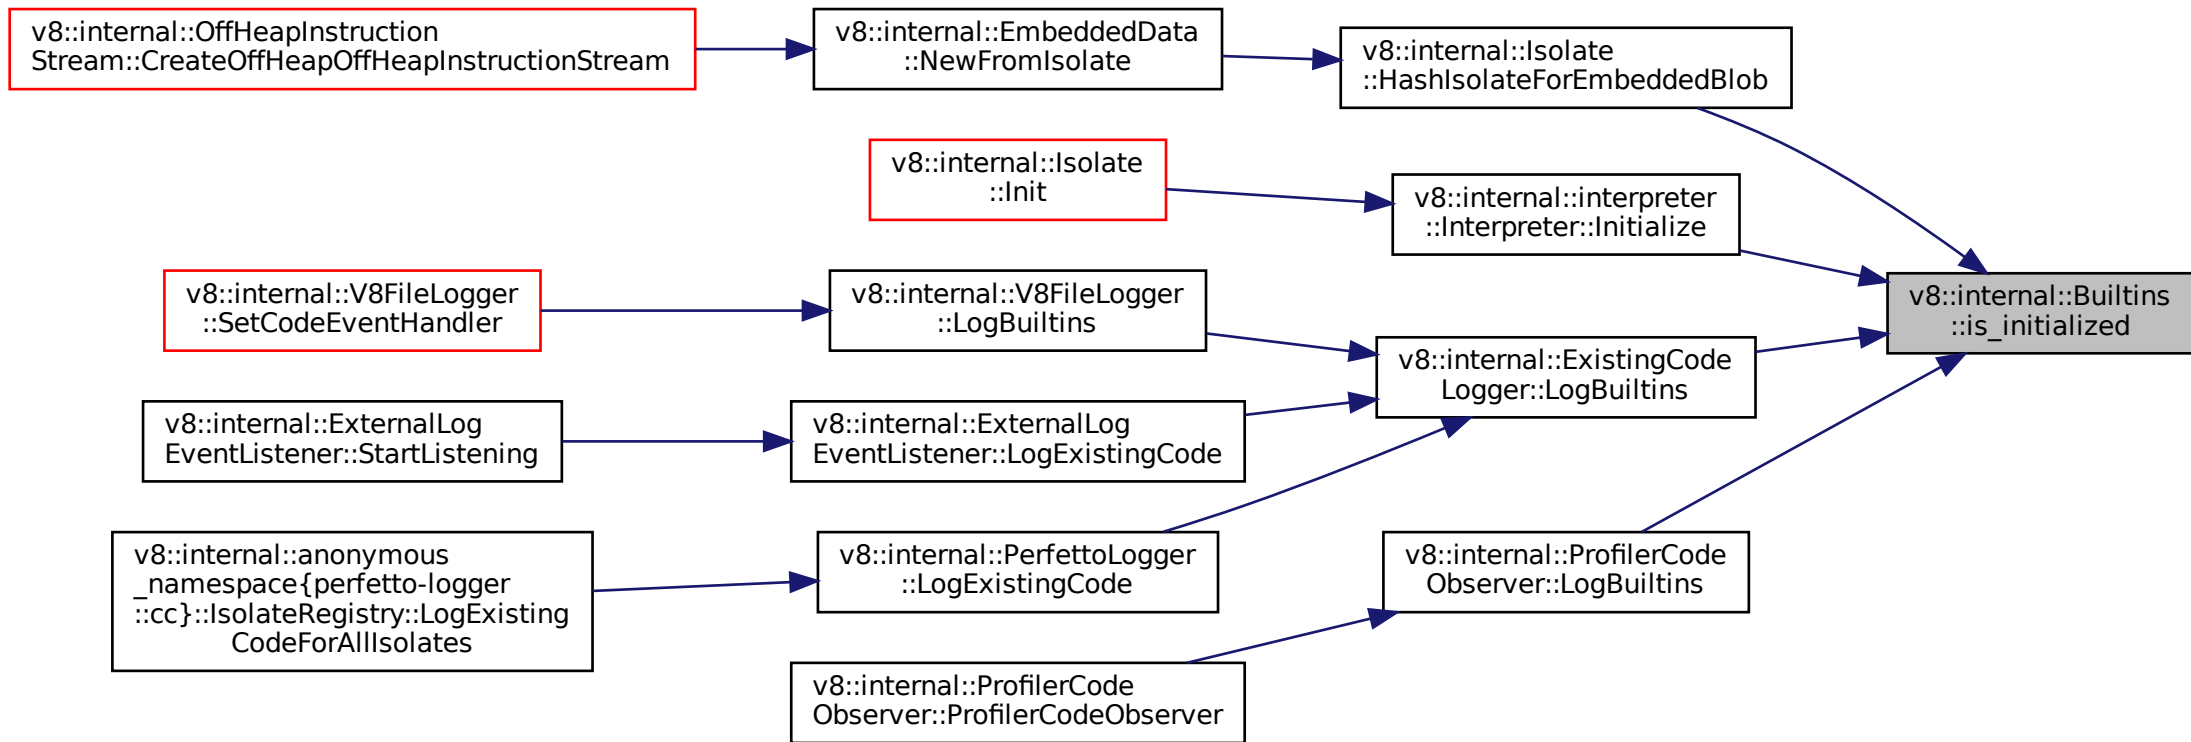 v8::internal::OffHeapInstruction
Stream::CreateOffHeapOffHeapInstructionStream
v8::internal::EmbeddedData
::NewFromIsolate
v8::internal::Isolate
::HashIsolateForEmbeddedBlob
v8::internal::Isolate
::Init
v8::internal::interpreter
::Interpreter::Initialize
v8::internal::V8FileLogger
::SetCodeEventHandler
v8::internal::V8FileLogger
::LogBuiltins
v8::internal::Builtins
::is_initialized
v8::internal::ExistingCode
Logger::LogBuiltins
v8::internal::ExternalLog
EventListener::StartListening
v8::internal::ExternalLog
EventListener::LogExistingCode
v8::internal::anonymous
_namespace{perfetto-logger
::cc}::IsolateRegistry::LogExisting
CodeForAllIsolates
v8::internal::PerfettoLogger
::LogExistingCode
v8::internal::ProfilerCode
Observer::LogBuiltins
v8::internal::ProfilerCode
Observer::ProfilerCodeObserver